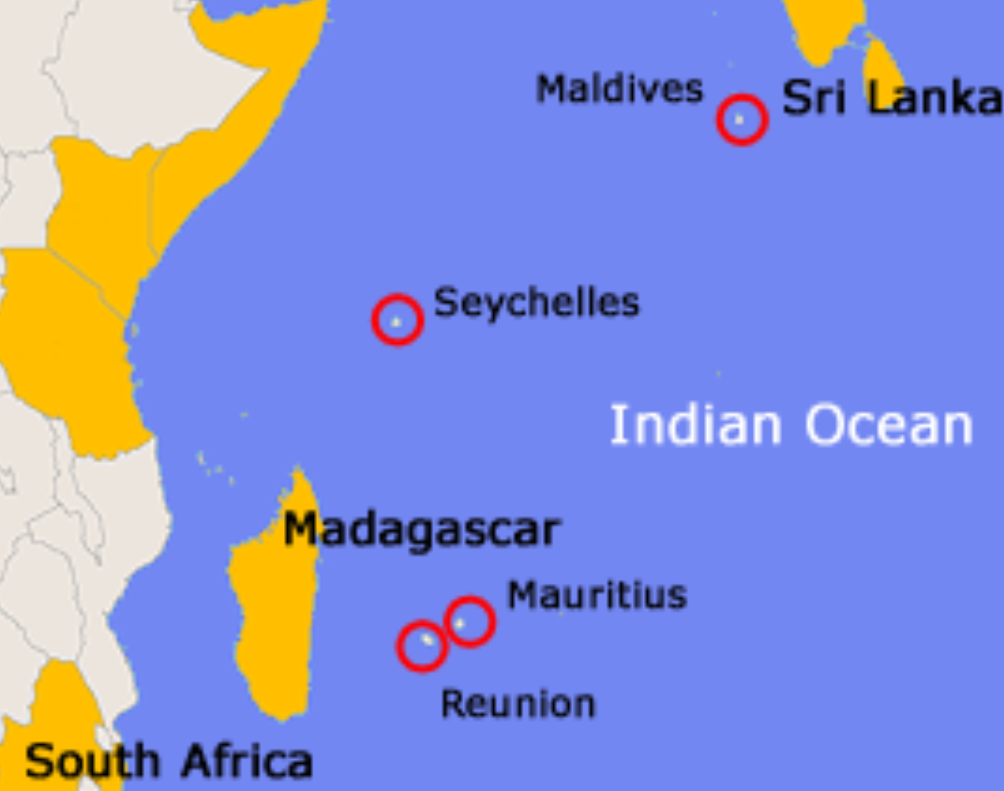 Maldives
Sri Lanka
Seychelles
Indian Ocean
Madagascar
Mauritius
Reunion
South Africa